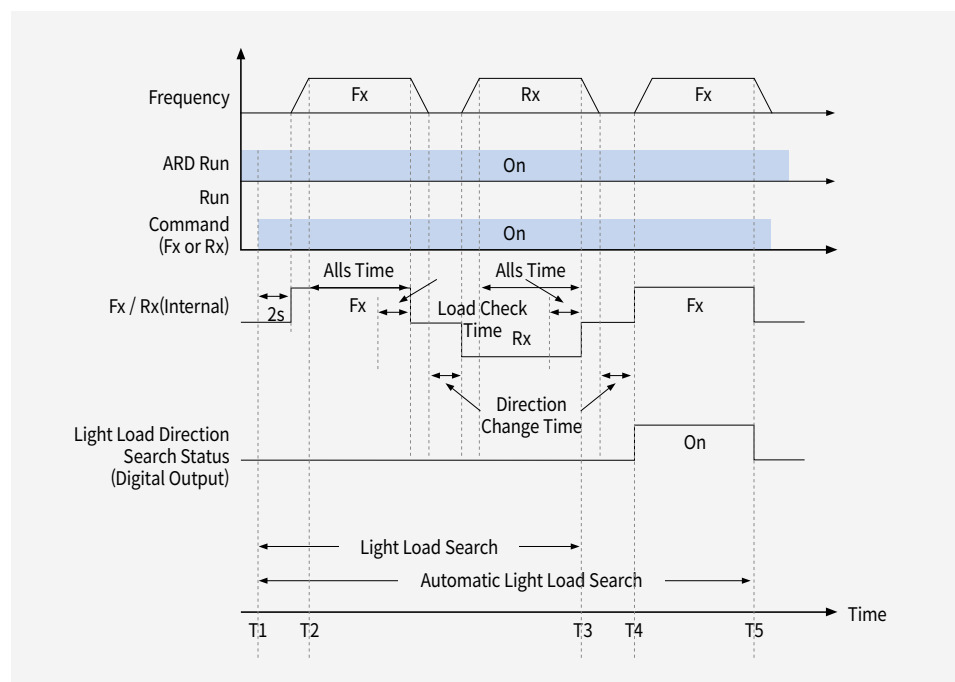 Frequency
Fx
Rx
Fx
ARD Run
On
Run
Command
(Fx or Rx)
On
Alls Time
Alls Time
Fx / Rx(Internal)
2s
Fx
Load Check
Time
Rx
Fx
Direction
Change Time
Light Load Direction
Search Status
(Digital Output)
On
Light Load Search
Automatic Light Load Search
Time
T1
T2
T3
T4
T5